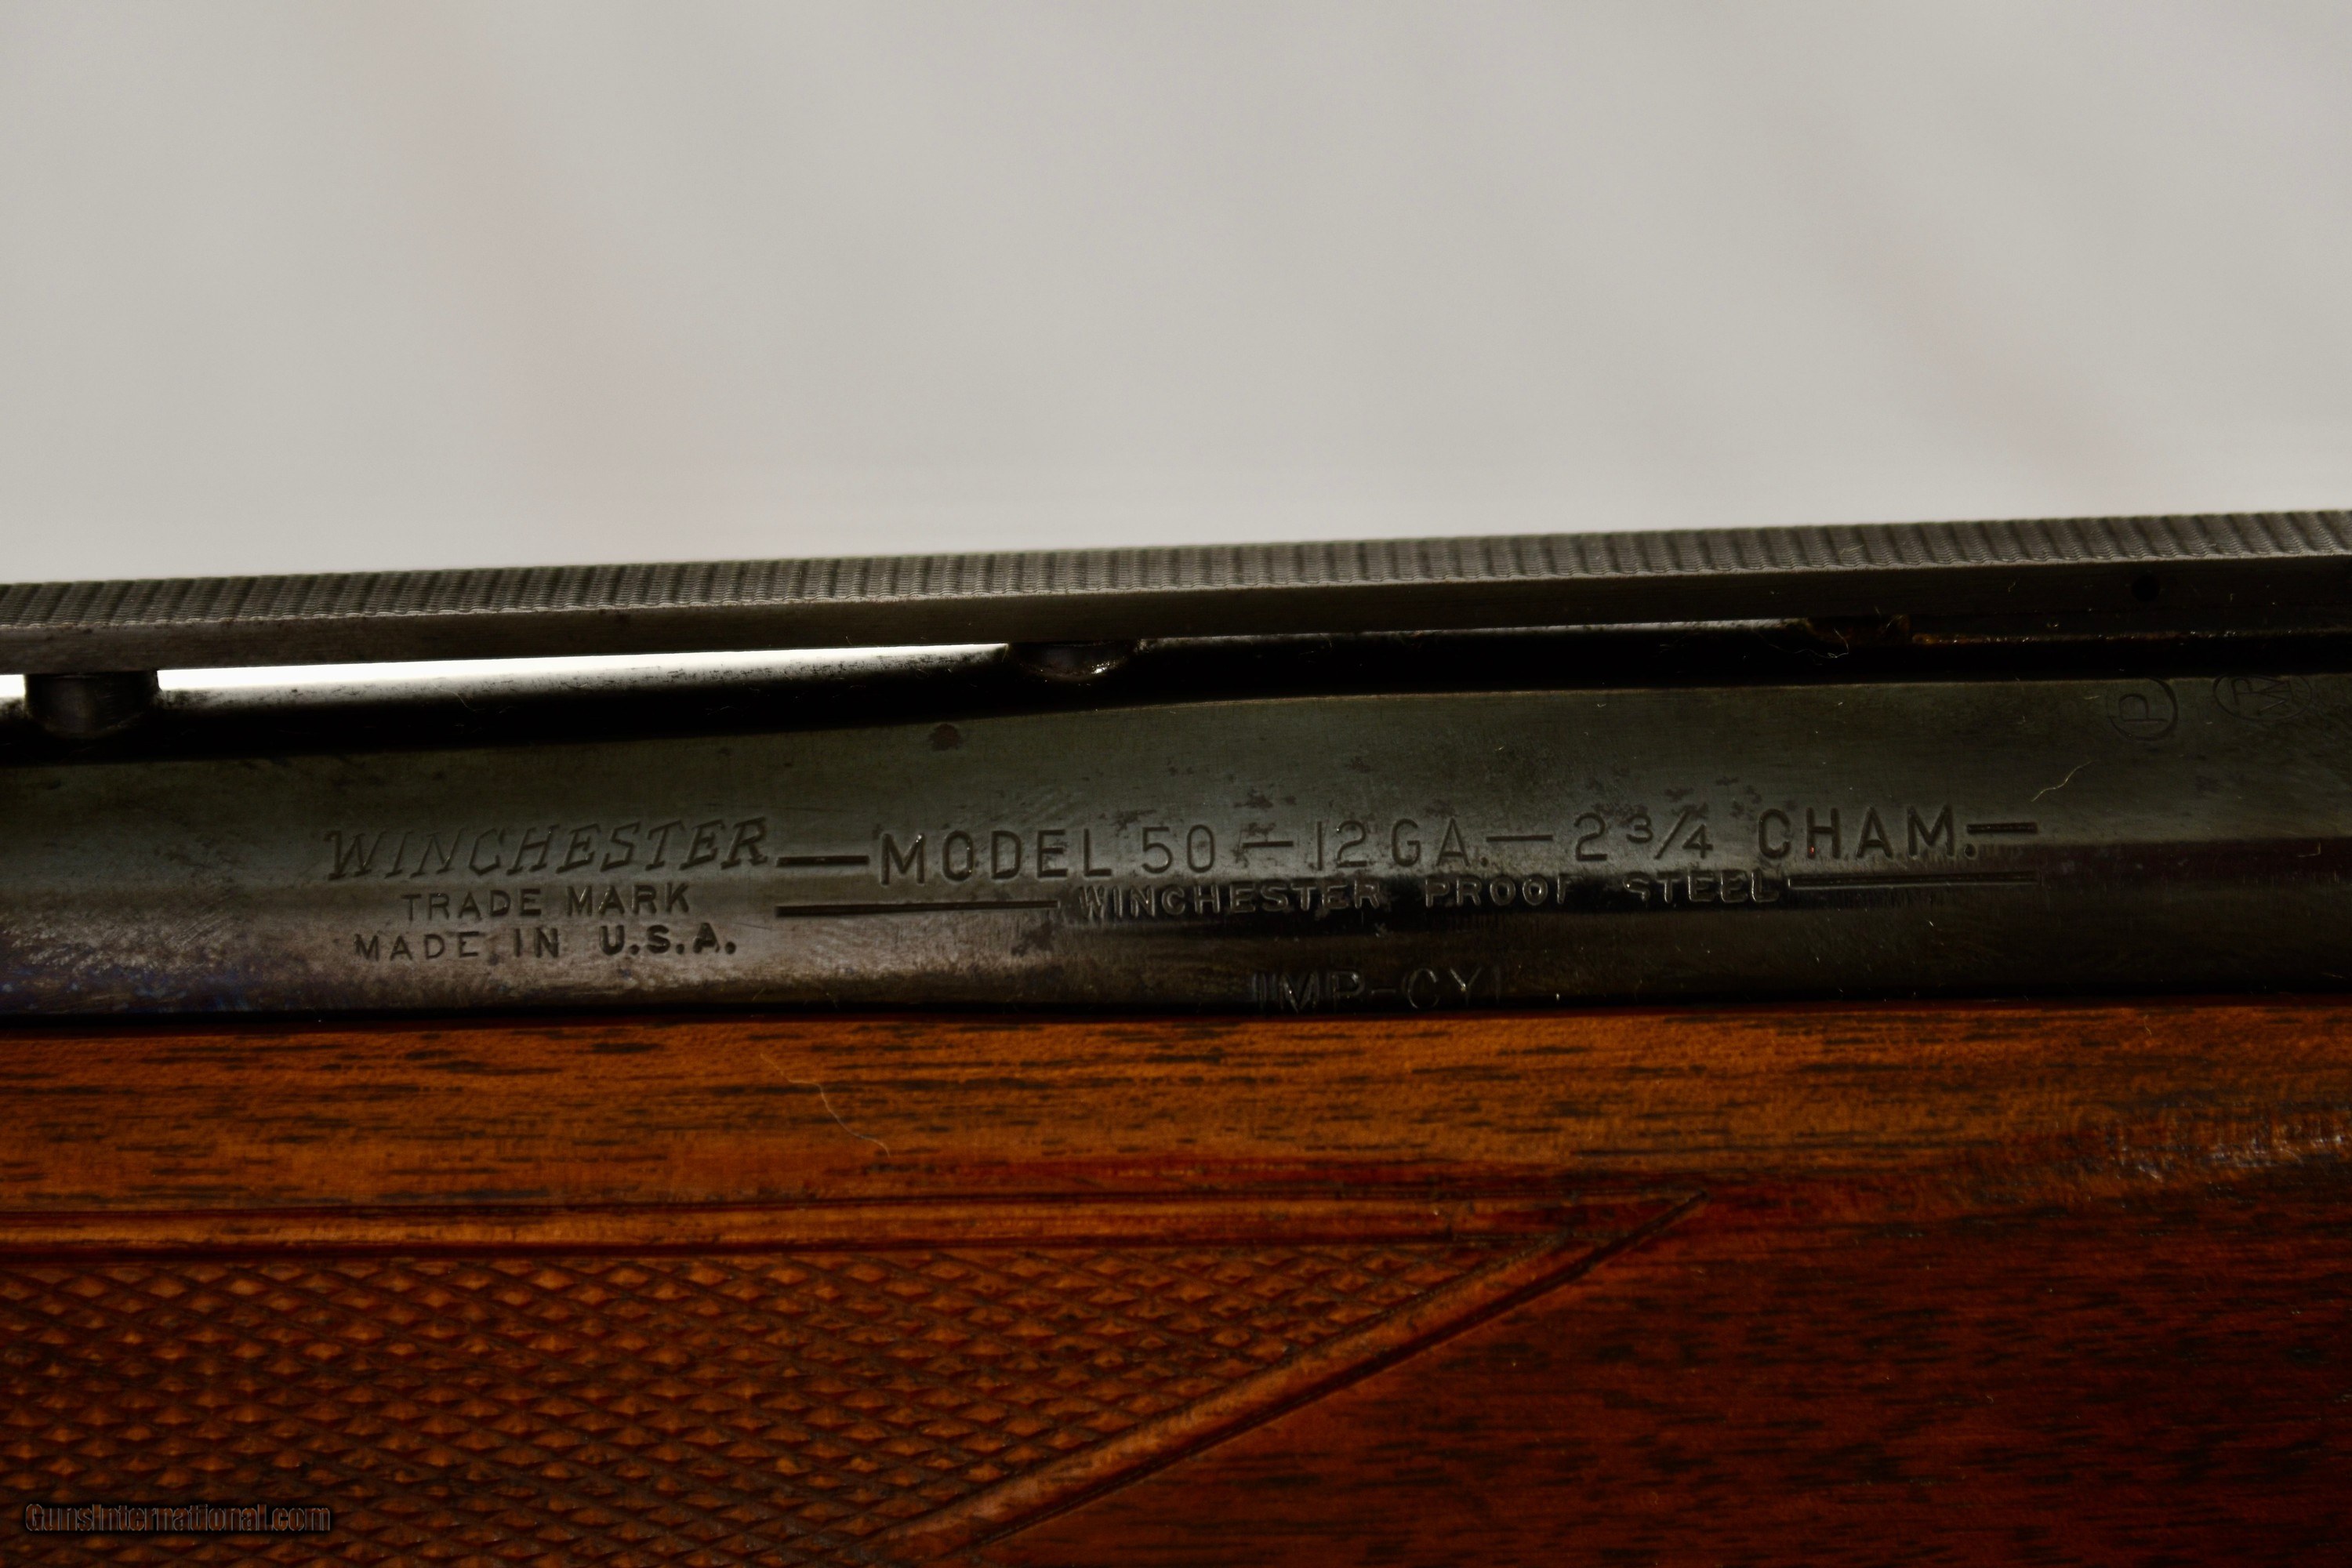 WINCHESTER—MODEL 50—12 GA.—2 3/4 CHAM.—
TRADE MARK
WINCHESTER PROOF STEEL
MADE IN U.S.A.
IMP-CYL
P
GunsInternational.com